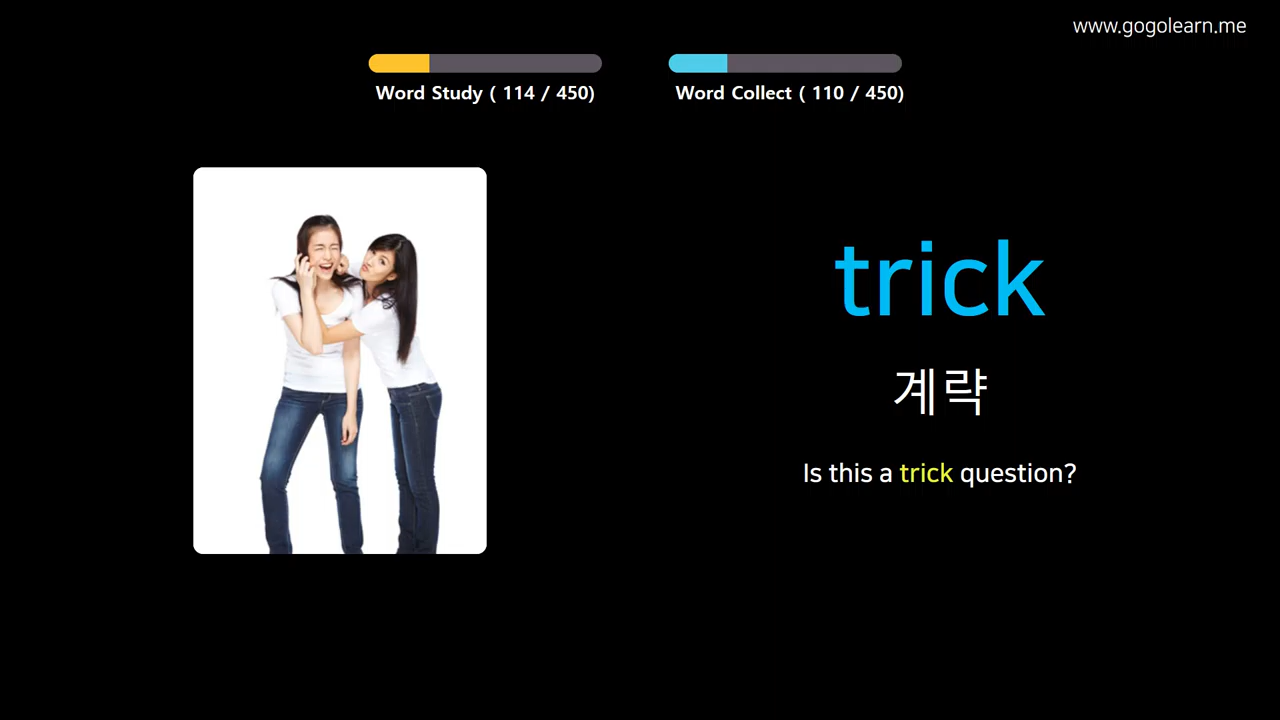 www.gogolearn.me
Word Study ( 114 / 450)
Word Collect ( 110 / 450)
trick
계략
Is this a trick question?